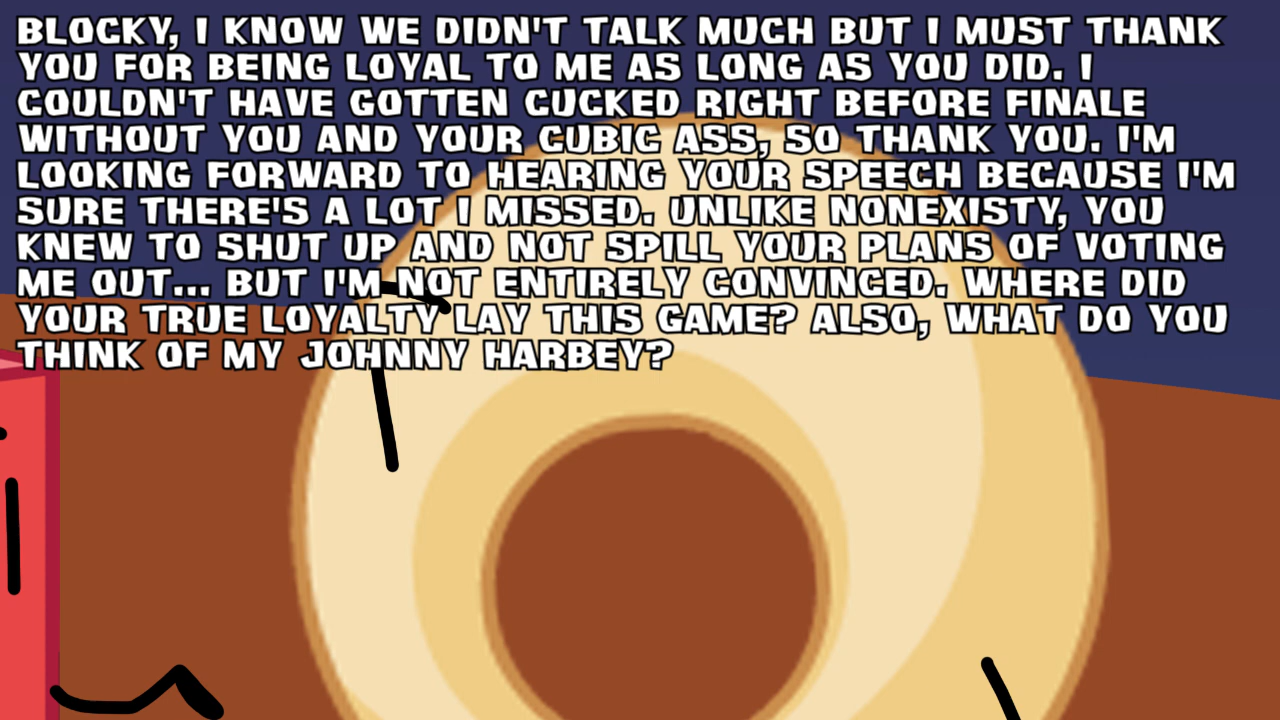 BLOCKY, I KNOW WE DIDN'T TALK MUCH BUT I MUST THANK
YOU FOR BEING LOYAL TO ME AS LONG AS YOU DID. I
COULDN'T HAVE GOTTEN CUCKED RIGHT BEFORE FINALE
WITHOUT YOU AND YOUR CUBIC ASS, SO THANK YOU. I'M
LOOKING FORWARD TO HEARING YOUR SPEECH BECAUSE I'M
SURE THERE'S A LOT I MISSED. UNLIKE NONEXISTY, YOU
KNEW TO SHUT UP AND NOT SPILL YOUR PLANS OF VOTING
ME OUT... BUT I'M NOT ENTIRELY CONVINCED. WHERE DID
YOUR TRUE LOYALTY LAY THIS GAME? ALSO, WHAT DO YOU
THINK OF MY JOHNNY HARBEY?